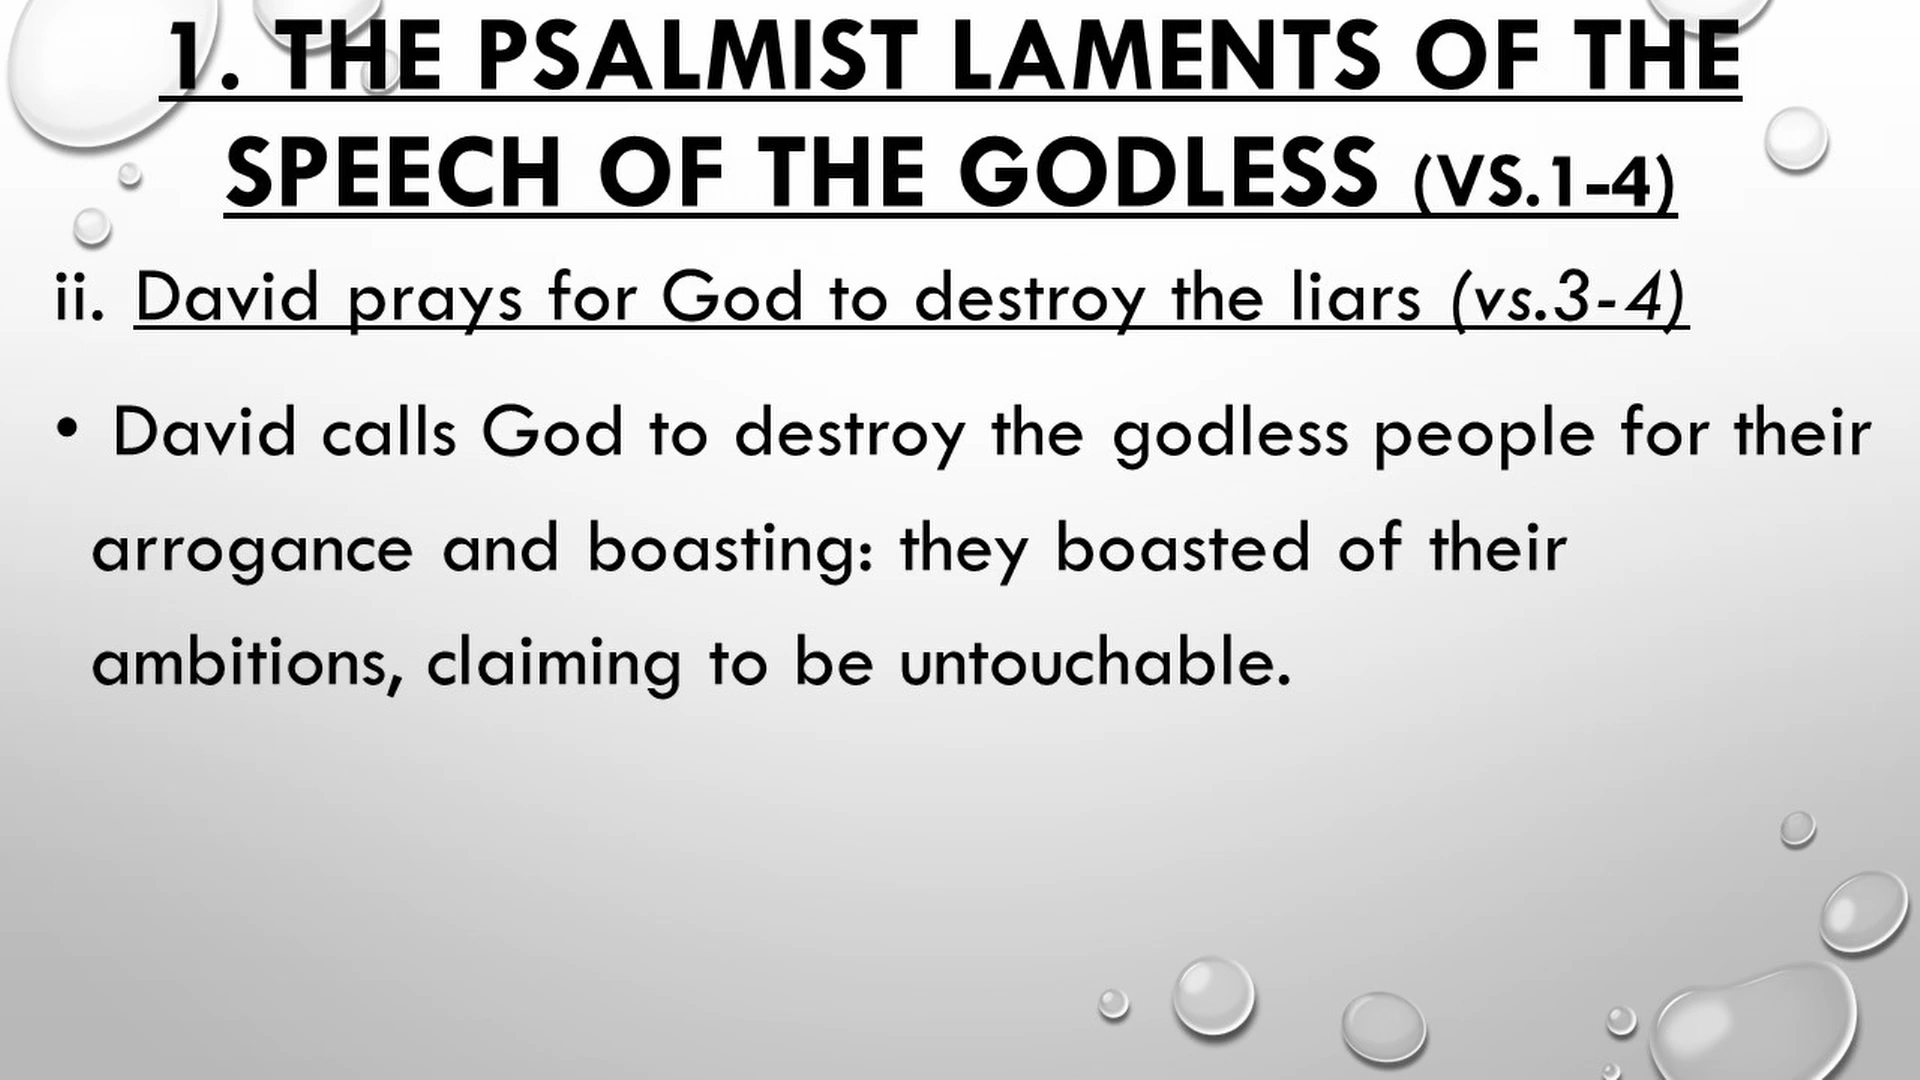 1. THE PSALMIST LAMENTS OF THE
SPEECH OF THE GODLESS (VS.1-4)
ii. David prays for God to destroy the liars (vs.3-4)
• David calls God to destroy the godless people for their
arrogance and boasting: they boasted of their
ambitions, claiming to be untouchable.